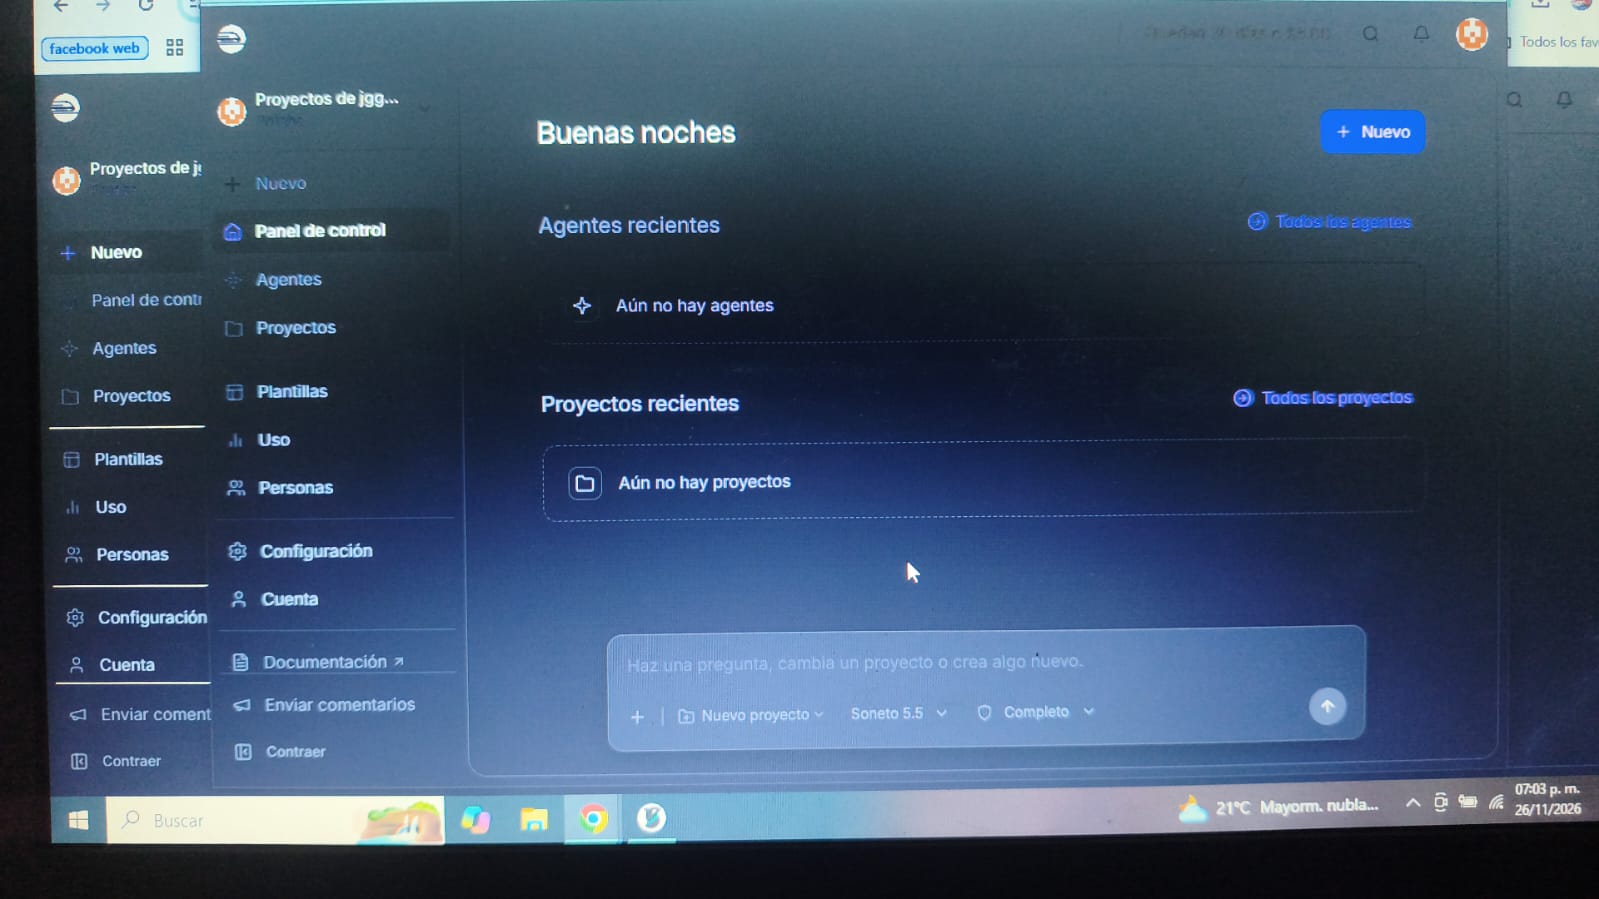 facebook web
Todos los fav
Proyectos de j
Nuevo
Panel de contr
Agentes
Proyectos
Plantillas
Uso
Personas
Configuración
Cuenta
Enviar coment
Contraer
Proyectos de jgg...
Nuevo
Panel de control
Agentes
Proyectos
Plantillas
Uso
Personas
Configuración
Cuenta
Documentación ↗
Enviar comentarios
Contraer
Buenas noches
+ Nuevo
Agentes recientes
Todos los agentes
Aún no hay agentes
Proyectos recientes
Todos los proyectos
Aún no hay proyectos
Haz una pregunta, cambia un proyecto o crea algo nuevo.
Nuevo proyecto
Soneto 5.5
Completo
Buscar
21°C Mayorm. nubla...
07:03 p. m.
26/11/2026